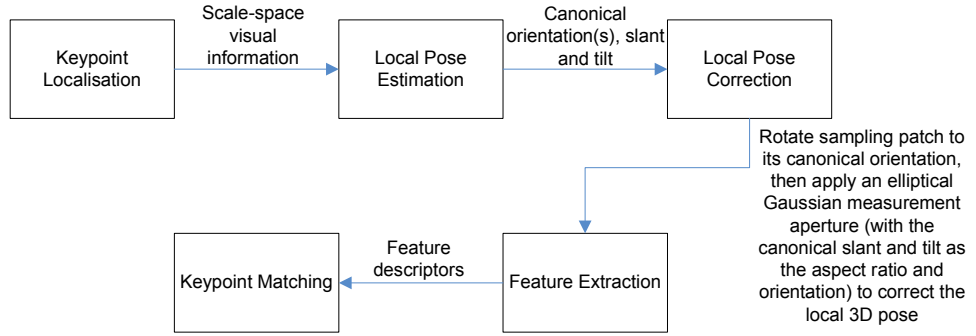 Keypoint
Localisation
Scale-space
visual
information
Local Pose
Estimation
Canonical
orientation(s), slant
and tilt
Local Pose
Correction
Rotate sampling patch to
its canonical orientation,
then apply an elliptical
Gaussian measurement
aperture (with the
canonical slant and tilt as
the aspect ratio and
orientation) to correct the
local 3D pose
Feature Extraction
Feature
descriptors
Keypoint Matching